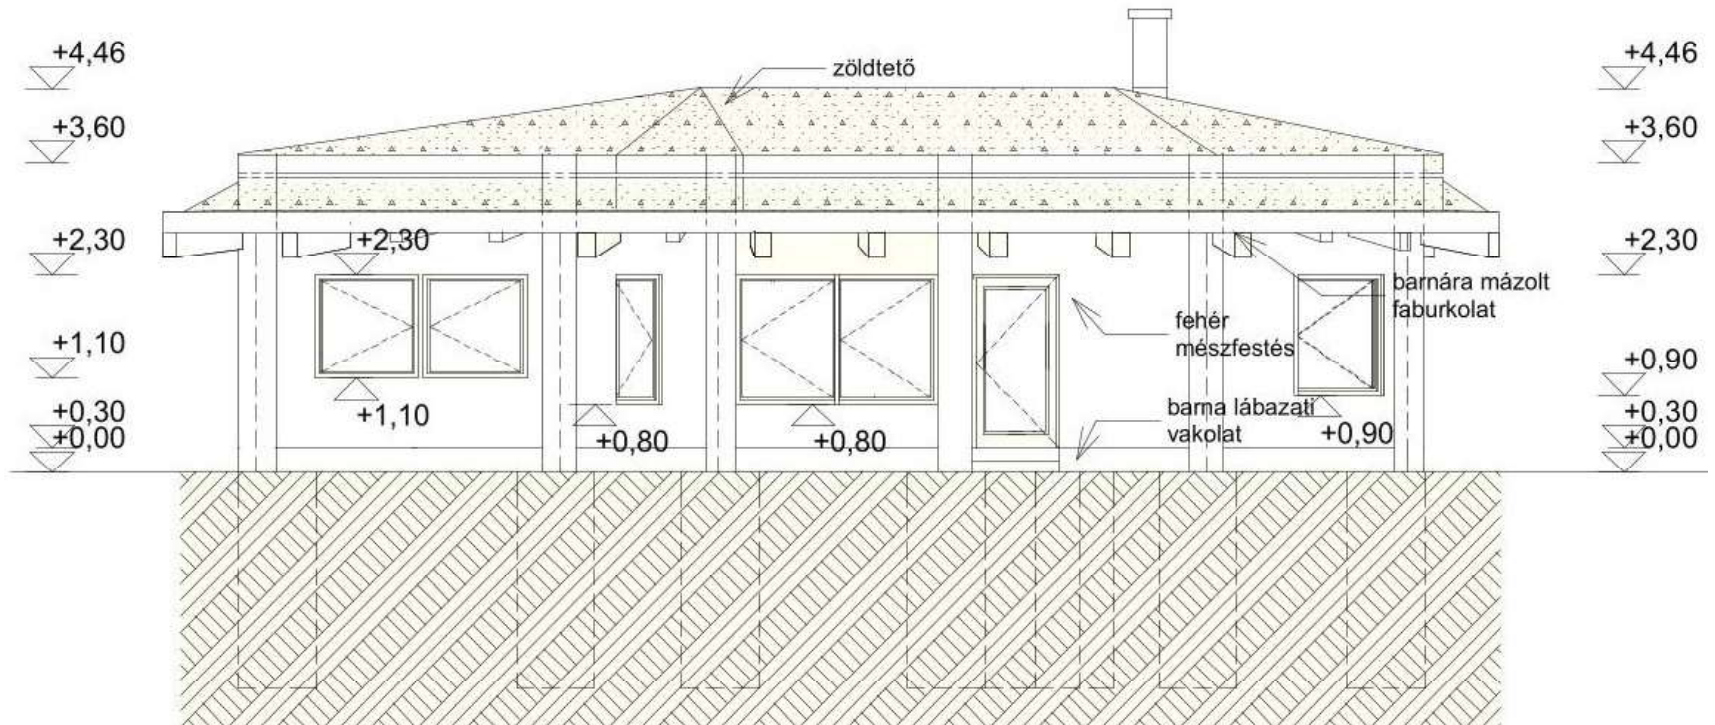 +4,46
zöldtető
+4,46
+3,60
+3,60
+2,30
+2,30
+2,30
barnára mázolt
faburkolat
fehér
mészfestés
+1,10
+0,90
+1,10
+0,30
+0,00
+0,80
+0,80
barna lábazati
vakolat
+0,90
+0,30
+0,00